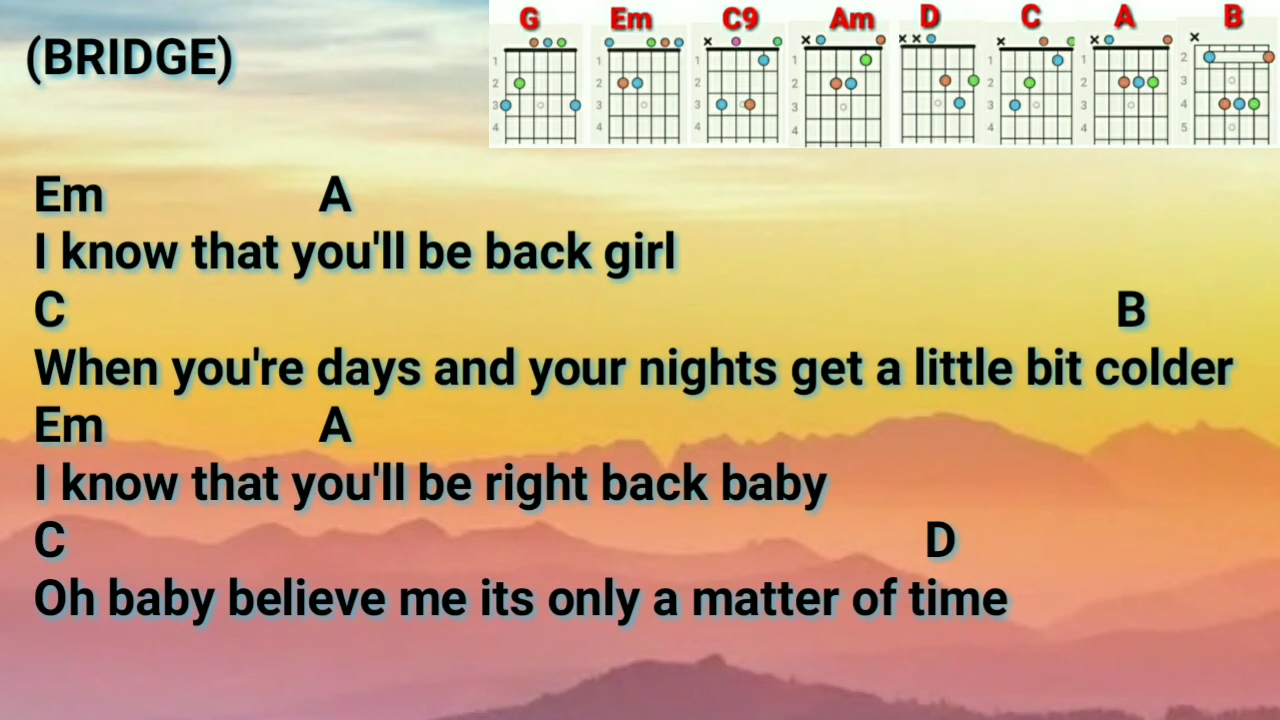 G Em C9 Am D C A B
(BRIDGE)
Em A
I know that you'll be back girl
C B
When you're days and your nights get a little bit colder
Em A
I know that you'll be right back baby
C D
Oh baby believe me its only a matter of time